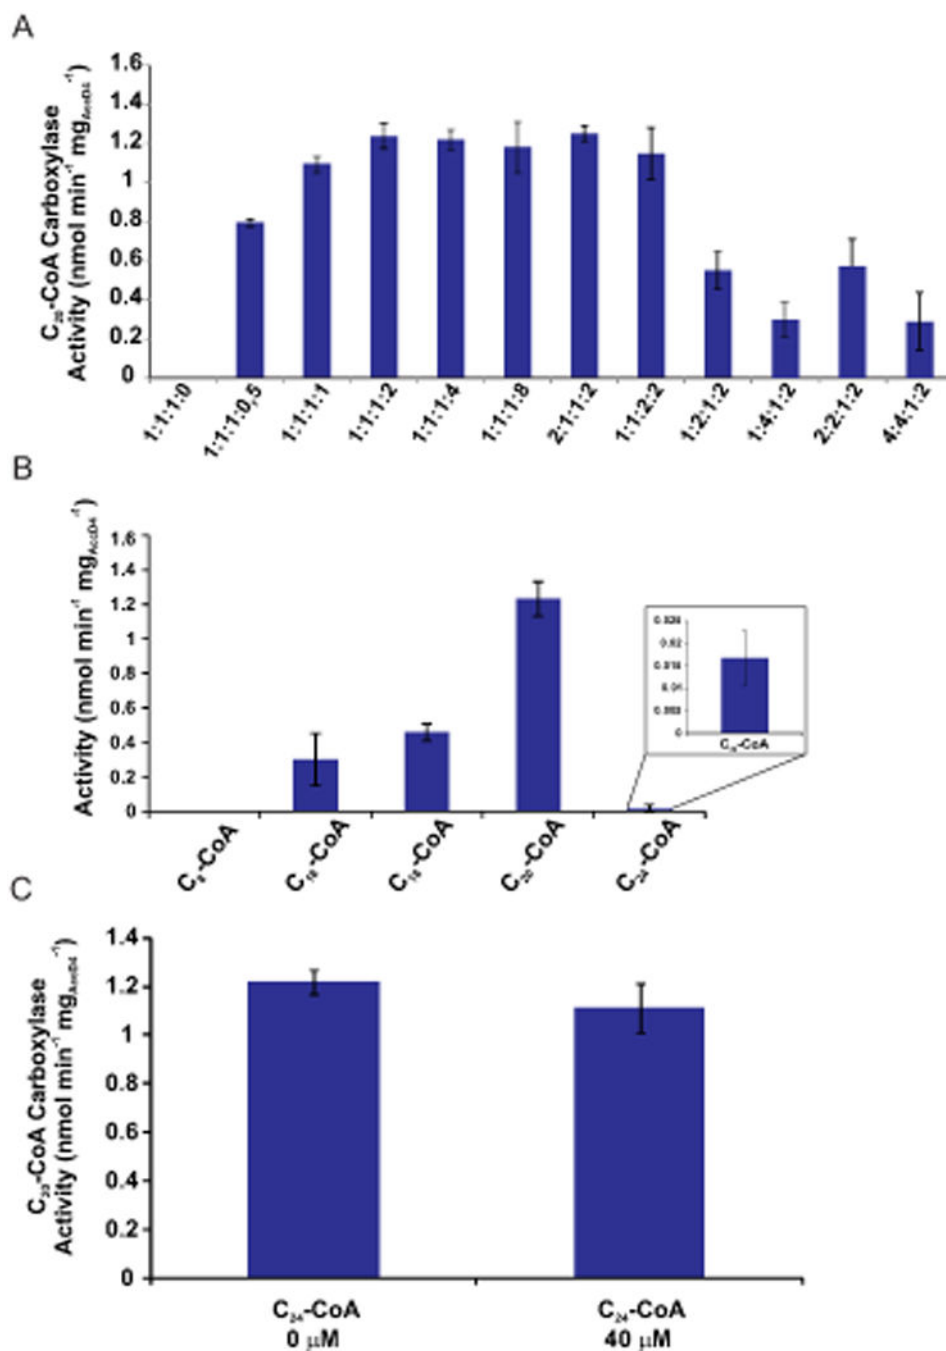 A
C₂₀-CoA Carboxylase
Activity (nmol min⁻¹ mg AccD4⁻¹)
1.6
1.4
1.2
1
0.8
0.6
0.4
0.2
0
1:1:1:0
1:1:1:0,5
1:1:1:1
1:1:1:2
1:1:1:4
1:1:1:8
2:1:1:2
1:1:2:2
1:2:1:2
1:4:1:2
2:2:1:2
4:4:1:2
B
Activity (nmol min⁻¹ mg AccD4⁻¹)
1.6
1.4
1.2
1
0.8
0.6
0.4
0.2
0
C₈-CoA
-CoA
-CoA
C₂₀-CoA
C₂₄-CoA
0.02
0.01
0
-CoA
C
C₂₀-CoA Carboxylase
Activity (nmol min⁻¹ mg AccD4⁻¹)
1.4
1.2
1
0.8
0.6
0.4
0.2
0
C₂₄-CoA
0 µM
C₂₄-CoA
40 µM